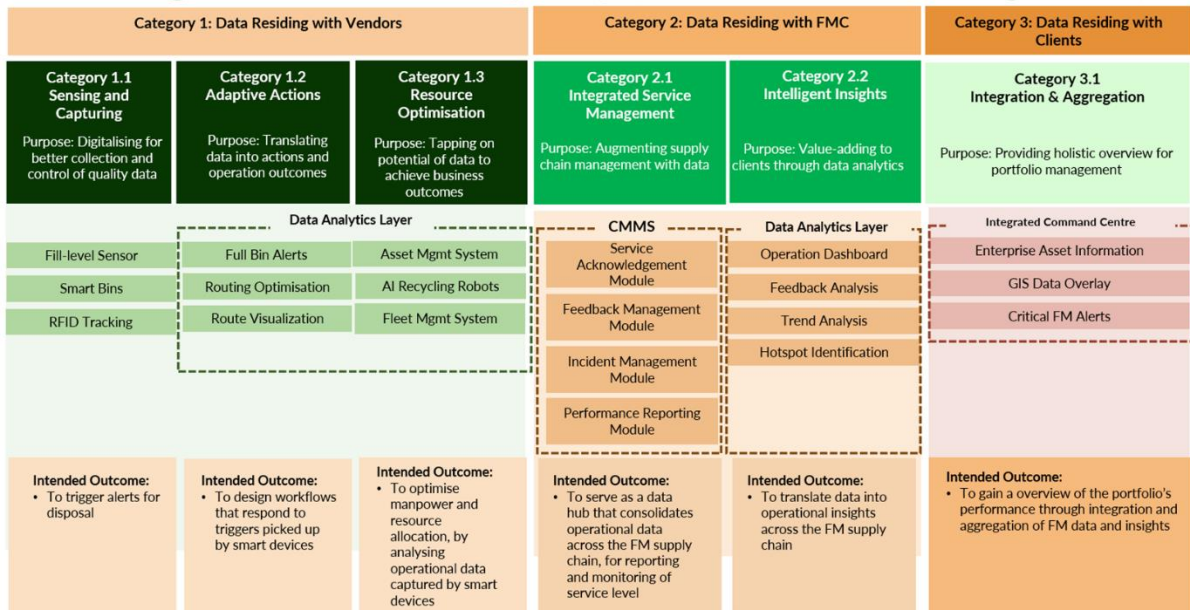 Category 1: Data Residing with Vendors
Category 2: Data Residing with FMC
Category 3: Data Residing with
Clients
Category 1.1
Sensing and
Capturing
Purpose: Digitalising for
better collection and
control of quality data
Category 1.2
Adaptive Actions
Purpose: Translating
data into actions and
operation outcomes
Category 1.3
Resource
Optimisation
Purpose: Tapping on
potential of data to
achieve business
outcomes
Category 2.1
Integrated Service
Management
Purpose: Augmenting supply
chain management with data
Category 2.2
Intelligent Insights
Purpose: Value-adding to
clients through data analytics
Category 3.1
Integration & Aggregation
Purpose: Providing holistic overview for
portfolio management
Fill-level Sensor
Smart Bins
RFID Tracking
Data Analytics Layer
Full Bin Alerts
Routing Optimisation
Route Visualization
Asset Mgmt System
AI Recycling Robots
Fleet Mgmt System
CMMS
Service
Acknowledgement
Module
Feedback Management
Module
Incident Management
Module
Performance Reporting
Module
Data Analytics Layer
Operation Dashboard
Feedback Analysis
Trend Analysis
Hotspot Identification
Integrated Command Centre
Enterprise Asset Information
GIS Data Overlay
Critical FM Alerts
Intended Outcome:
• To trigger alerts for
disposal
Intended Outcome:
• To design workflows
that respond to
triggers picked up
by smart devices
Intended Outcome:
• To optimise
manpower and
resource
allocation, by
analysing
operational data
captured by smart
devices
Intended Outcome:
• To serve as a data
hub that consolidates
operational data
across the FM supply
chain, for reporting
and monitoring of
service level
Intended Outcome:
• To translate data into
operational insights
across the FM supply
chain
Intended Outcome:
• To gain a overview of the portfolio's
performance through integration and
aggregation of FM data and insights